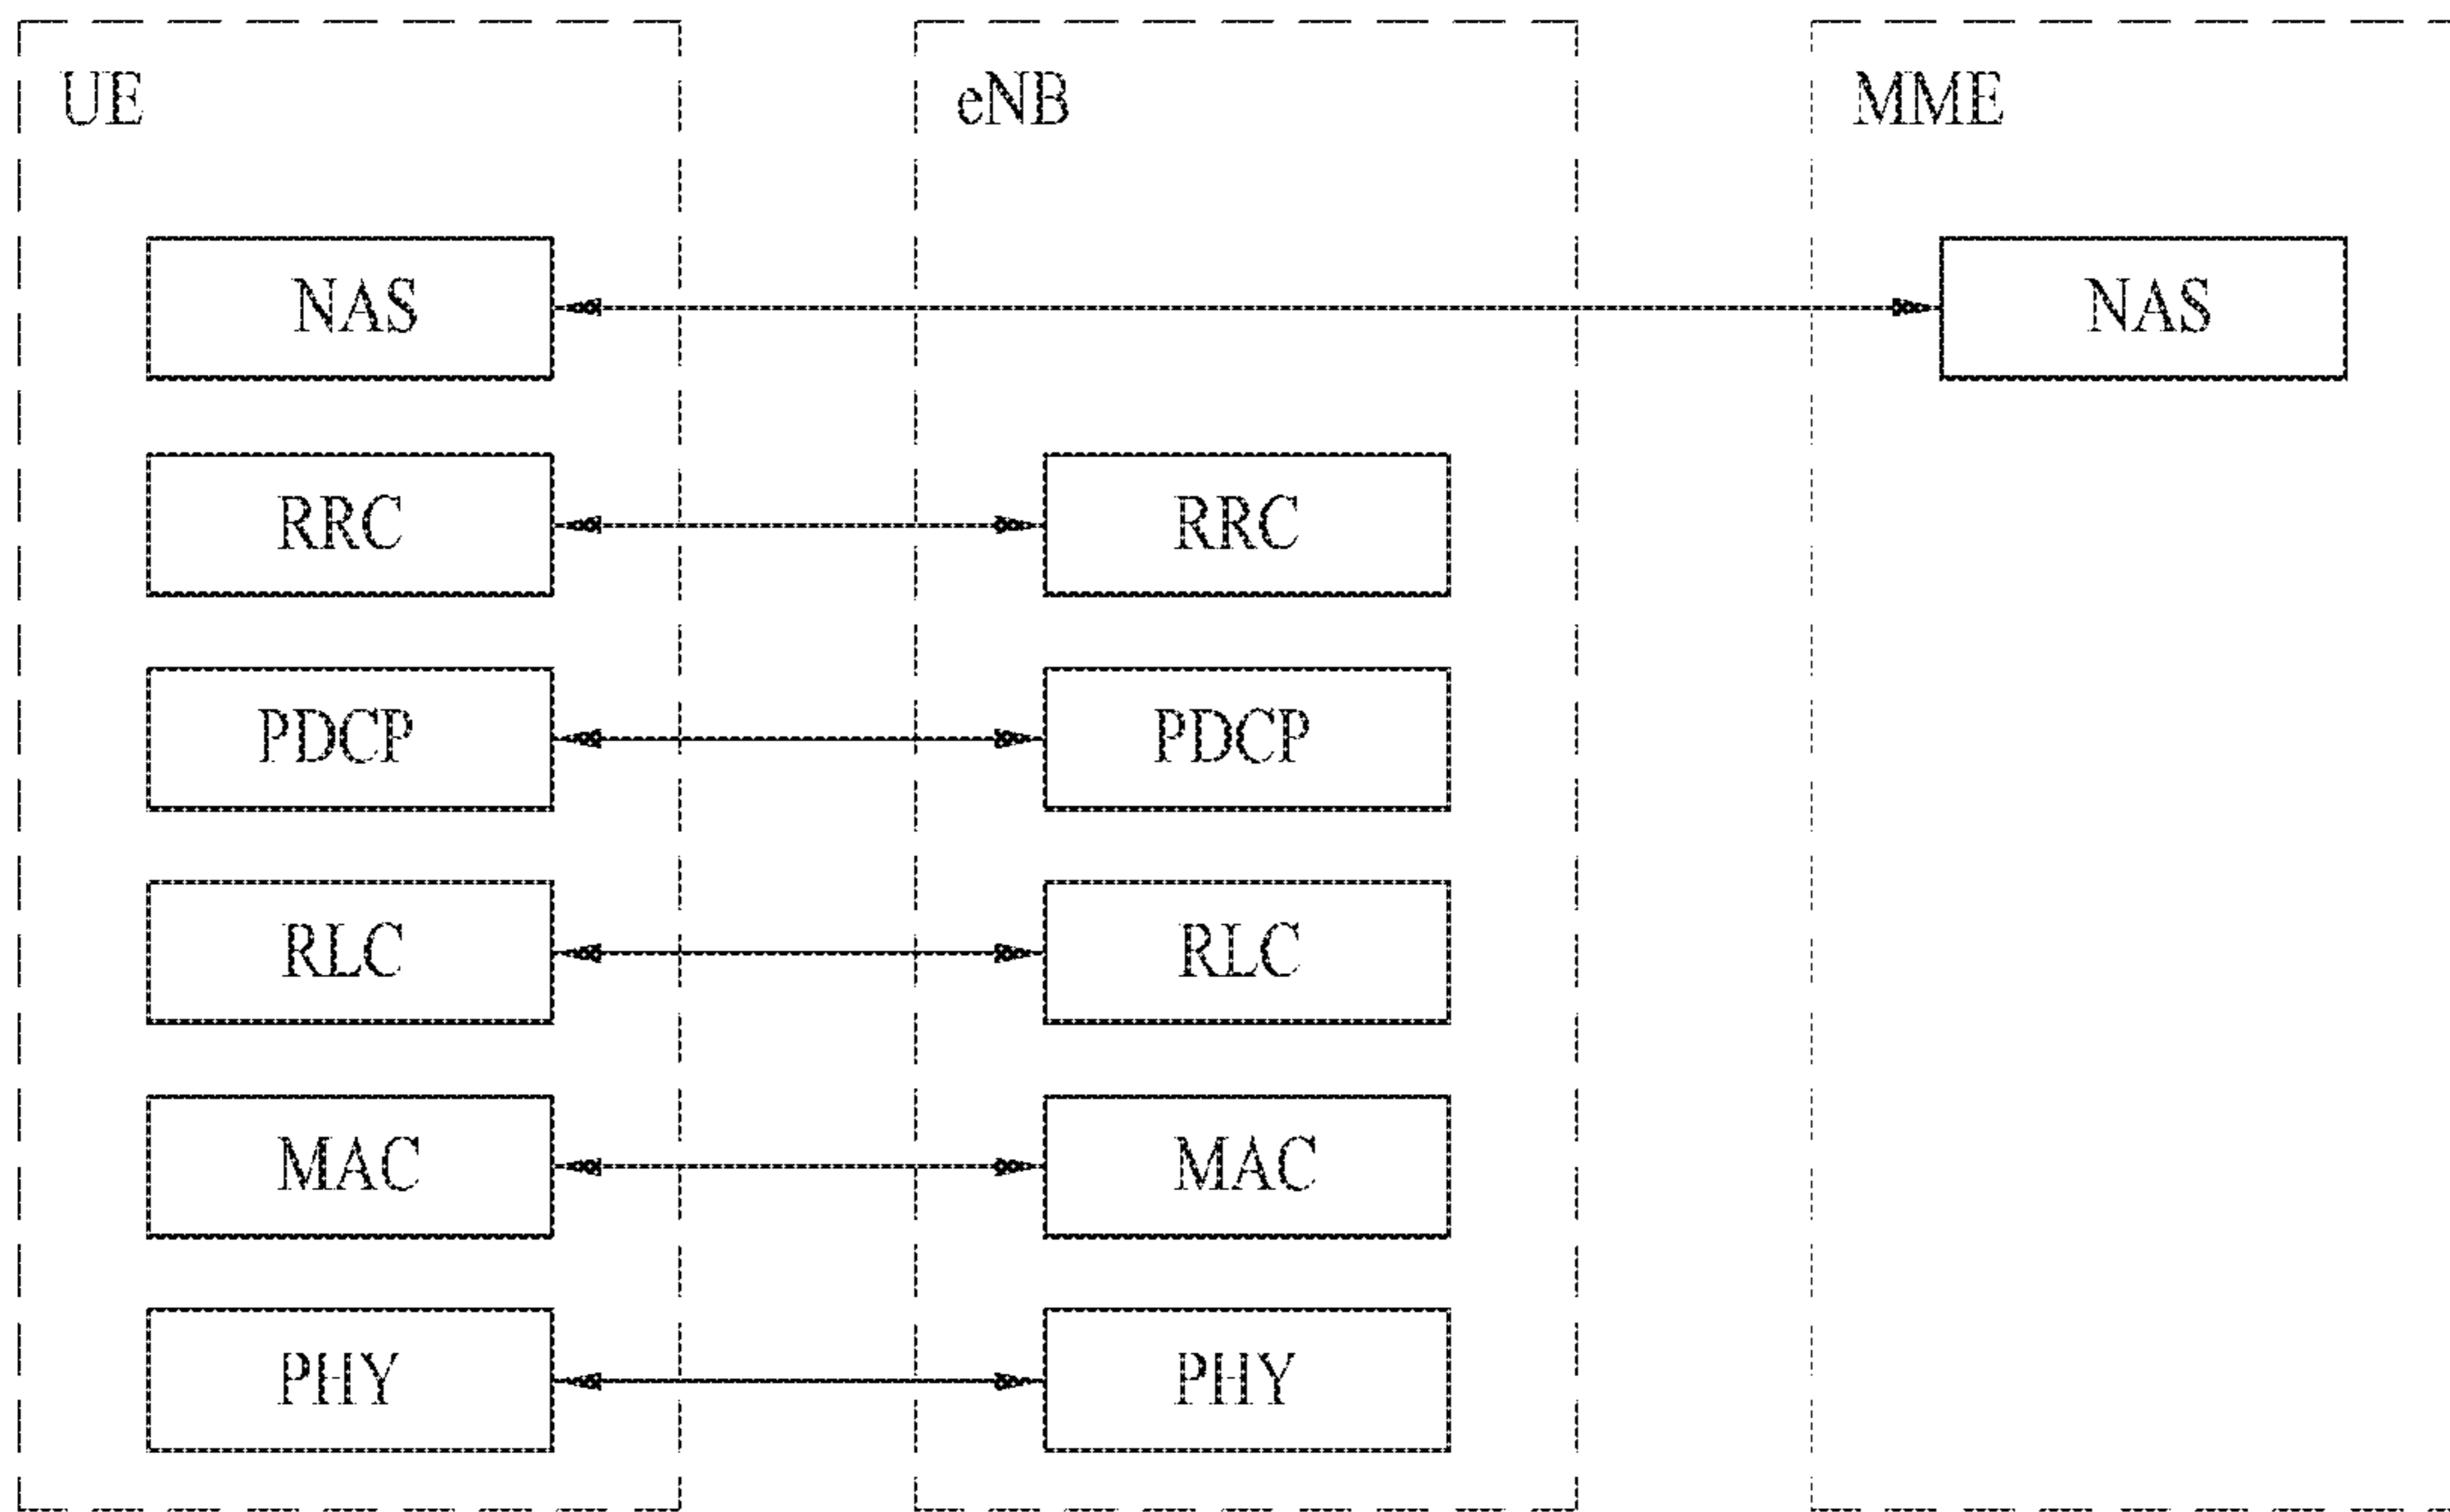 UE eNB MME
NAS NAS
RRC RRC
PDCP PDCP
RLC RLC
MAC MAC
PHY PHY